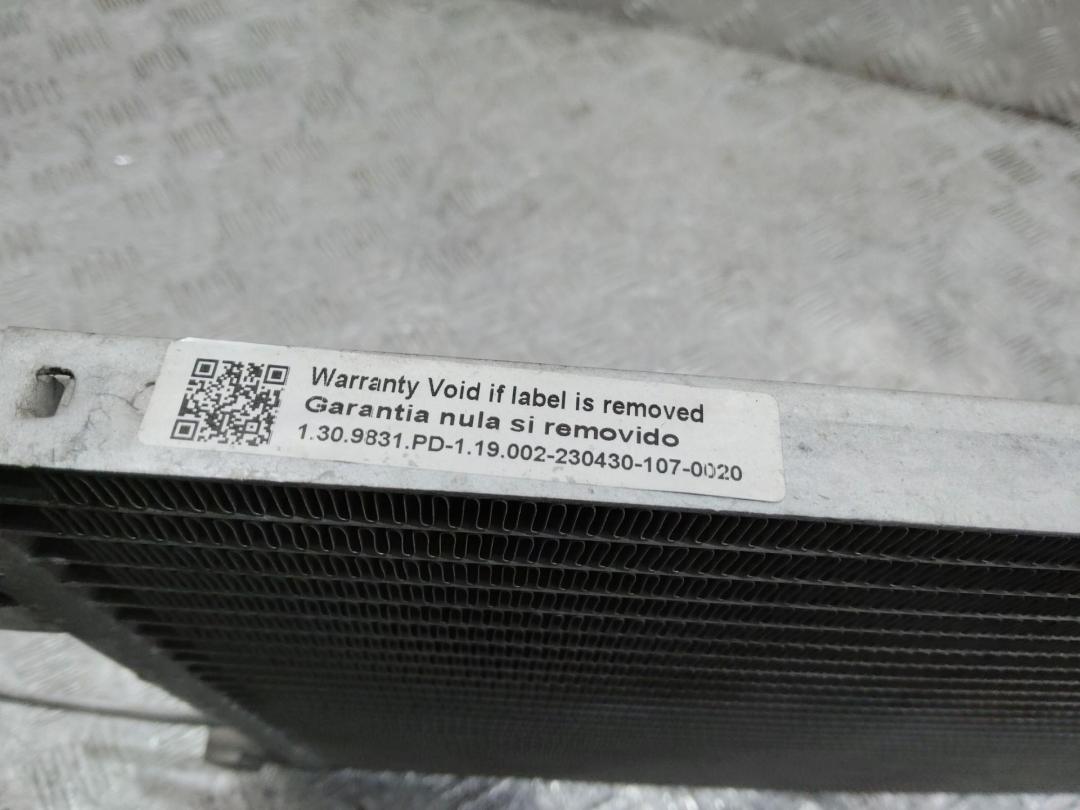 Warranty Void if label is removed
Garantia nula si removido
1.30.9831.PD-1.19.002-230430-107-0020